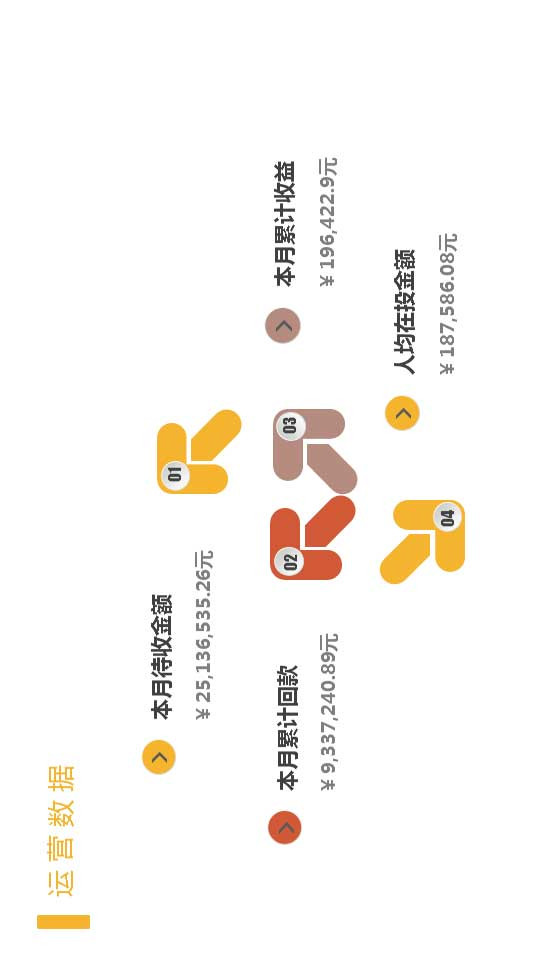 运营数据
本月待收金额
¥ 25,136,535.26元
01
本月累计回款
¥ 9,337,240.89元
02
03
本月累计收益
¥ 196,422.9元
04
人均在投金额
¥ 187,586.08元